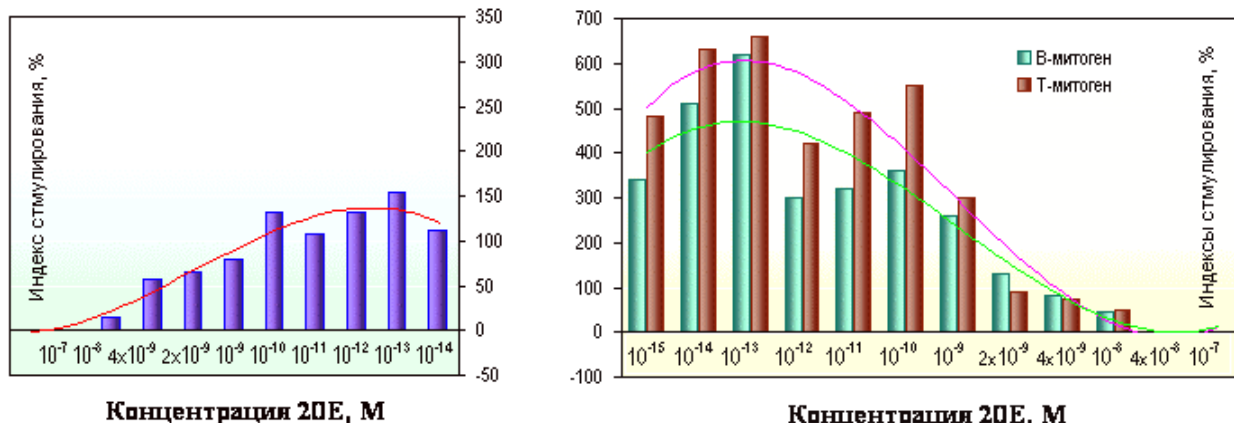 Индекс стмулирования, %
350
300
250
200
150
100
50
0
-50
10⁻⁷ 10⁻⁸ 4x10⁻⁹ 2x10⁻⁹ 10⁻⁹ 10⁻¹⁰ 10⁻¹¹ 10⁻¹² 10⁻¹³ 10⁻¹⁴
Концентрация 20Е, М
700
600
500
400
300
200
100
0
-100
В-митоген
Т-митоген
Индексы стмулирования, %
10⁻¹⁵ 10⁻¹⁴ 10⁻¹³ 10⁻¹² 10⁻¹¹ 10⁻¹⁰ 10⁻⁹ 2x10⁻⁹ 4x10⁻⁹ 10⁻⁸ 4x10⁻⁸ 10⁻⁷
Концентрация 20Е, М